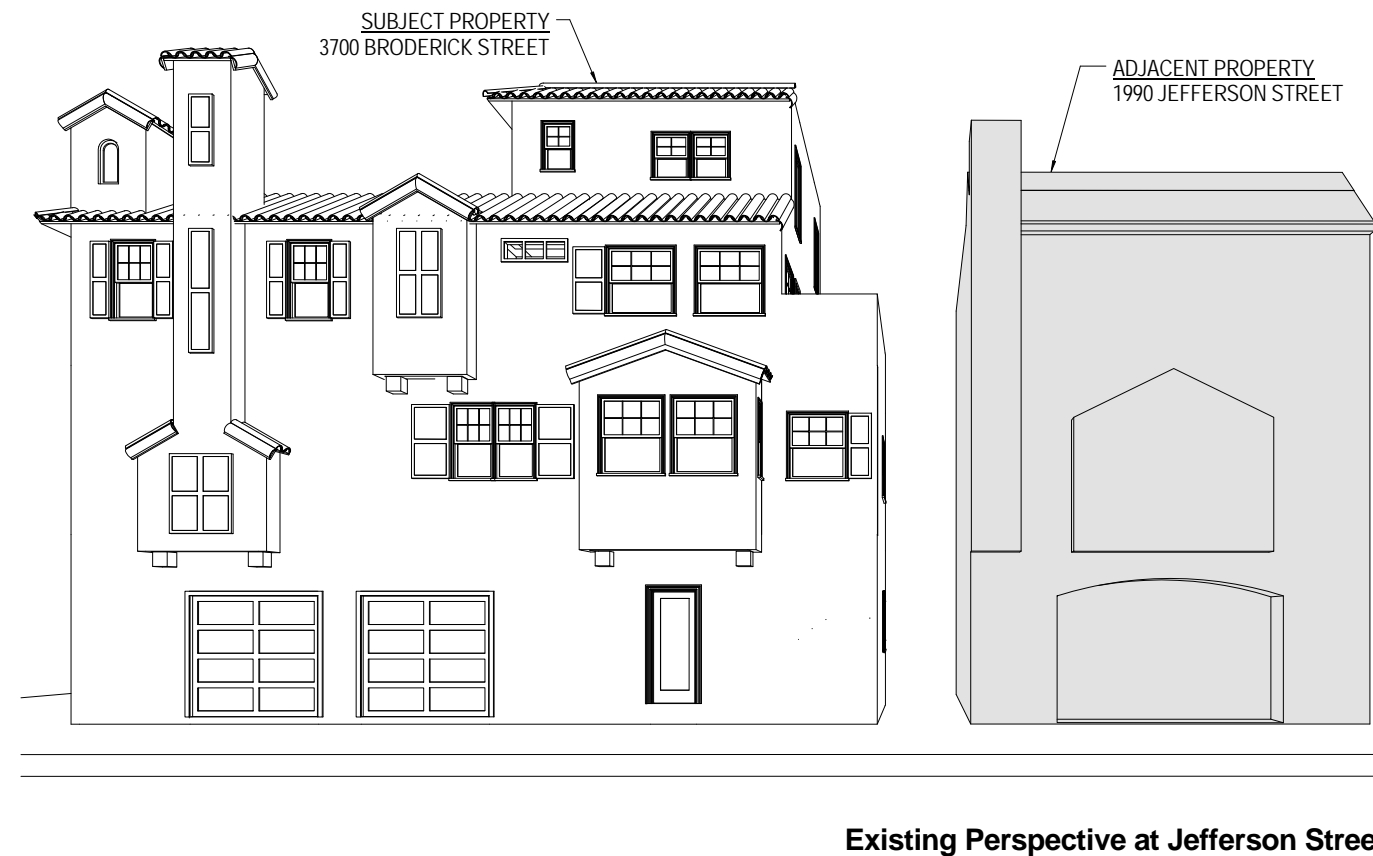 SUBJECT PROPERTY
3700 BRODERICK STREET
ADJACENT PROPERTY
1990 JEFFERSON STREET
Existing Perspective at Jefferson Stree